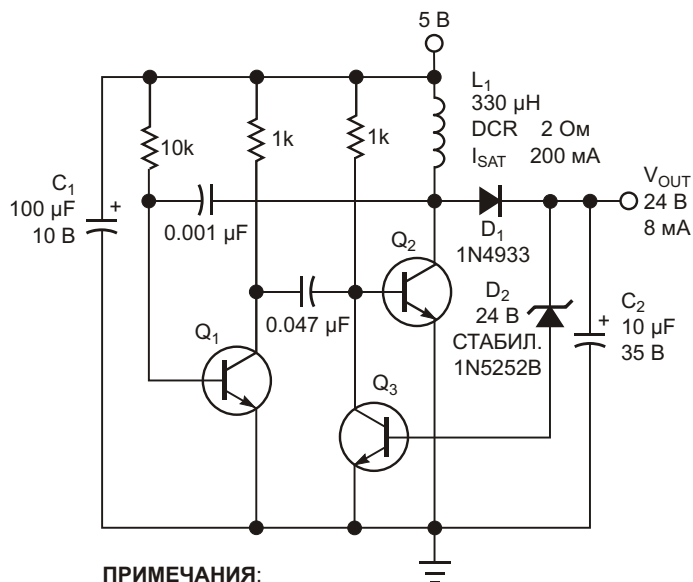 5 В
L1
330 µH
DCR 2 Ом
ISAT 200 мА
10k
1k
1k
C1
100 µF
10 В
+
0.001 µF
D1
1N4933
VOUT
24 В
8 мА
Q2
0.047 µF
D2
24 В
СТАБИЛ.
1N5252B
+
C2
10 µF
35 В
Q1
Q3
ПРИМЕЧАНИЯ: